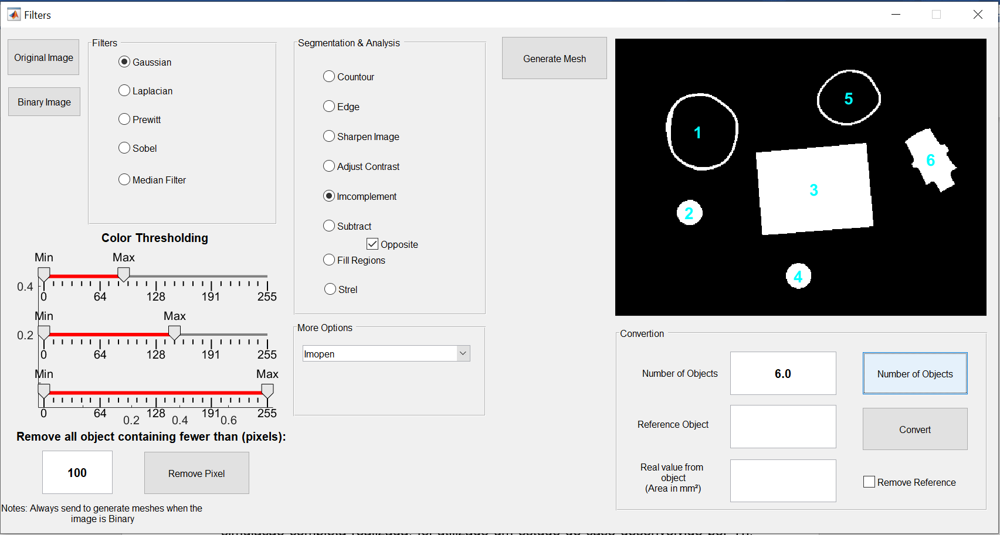 Filters
Original Image
Binary Image
Filters
Gaussian
Laplacian
Prewitt
Sobel
Median Filter
Color Thresholding
Min Max
0.4
0 64 128 191 255
Min Max
0.2
0 64 128 191 255
Min Max
0 64 128 191 255
0.2 0.4 0.6
Remove all object containing fewer than (pixels):
100
Remove Pixel
Notes: Always send to generate meshes when the
image is Binary
Segmentation & Analysis
Countour
Edge
Sharpen Image
Adjust Contrast
Imcomplement
Subtract
Opposite
Fill Regions
Strel
More Options
Imopen
Generate Mesh
1
5
6
3
2
4
Convertion
Number of Objects
6.0
Number of Objects
Reference Object
Convert
Real value from
object
(Area in mm²)
Remove Reference